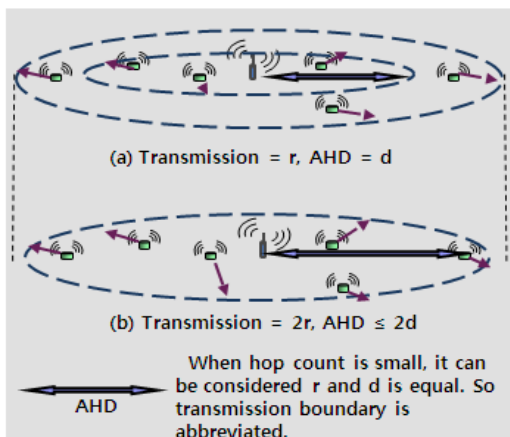 (a) Transmission = r, AHD = d
(b) Transmission = 2r, AHD ≤ 2d
When hop count is small, it can
be considered r and d is equal. So
transmission boundary is
abbreviated.
AHD